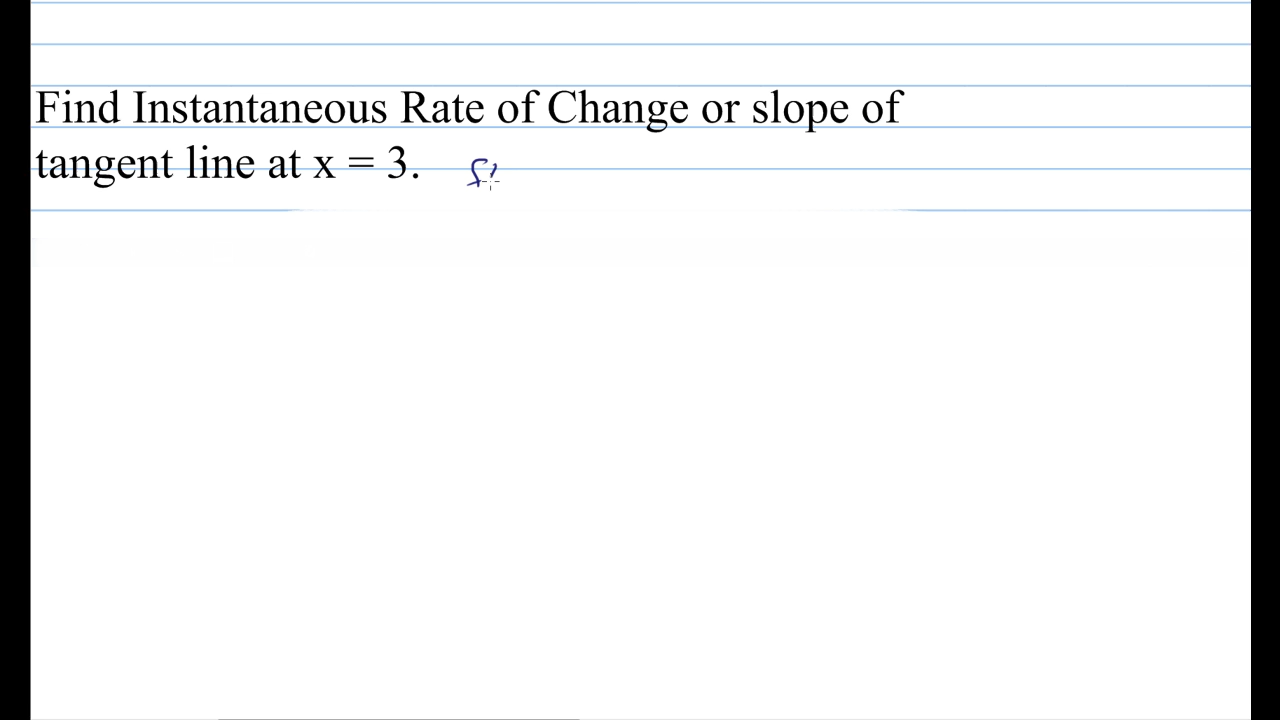 Find Instantaneous Rate of Change or slope of
tangent line at x = 3.